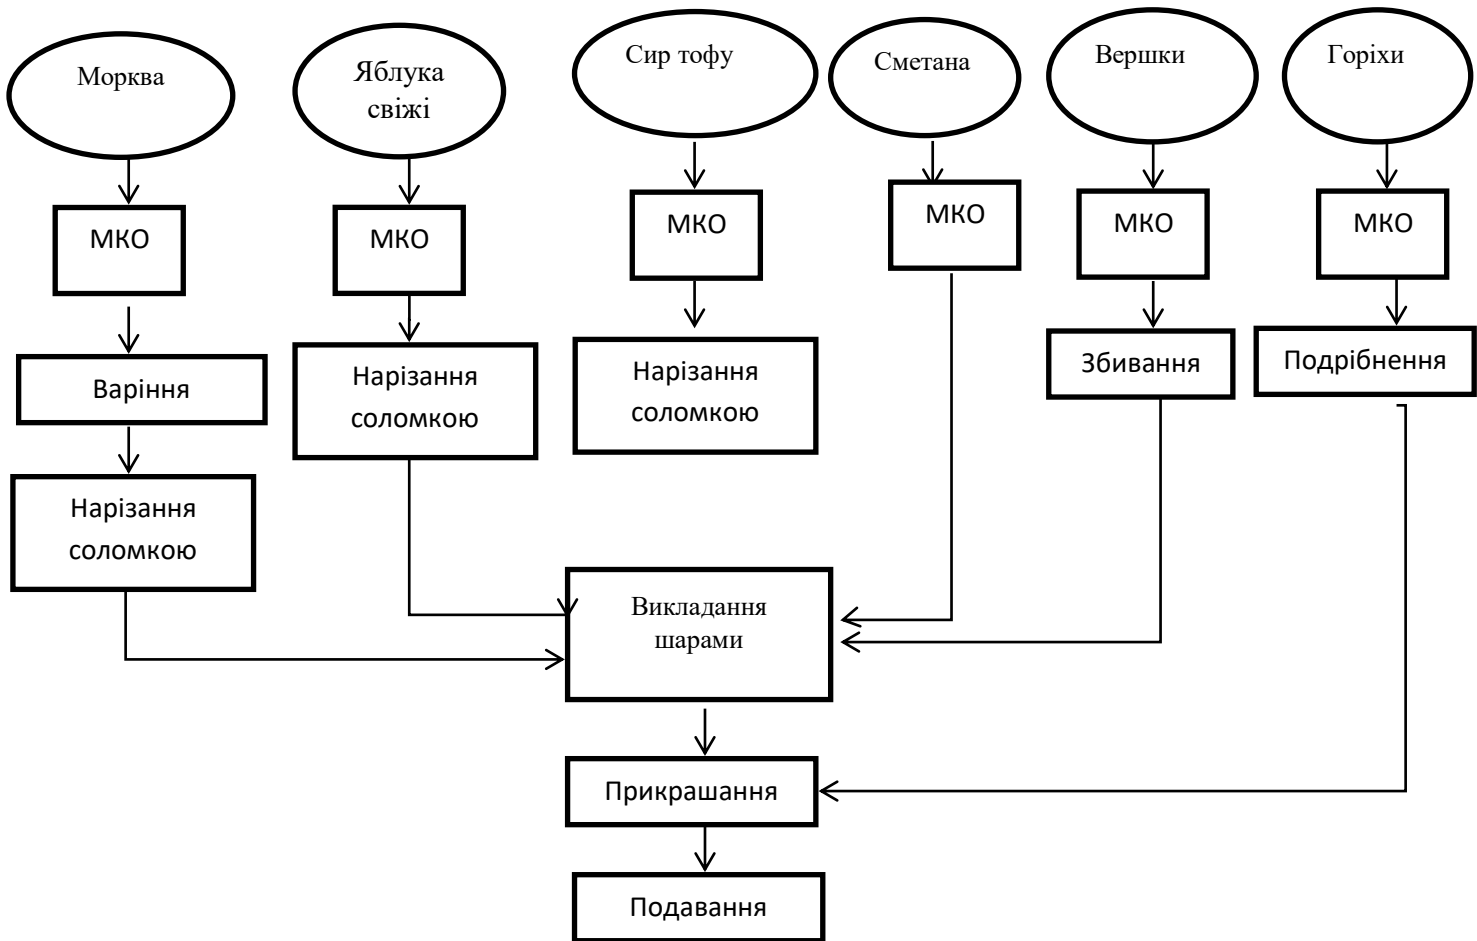 Морква
Яблука
свіжі
Сир тофу
Сметана
Вершки
Горіхи
МКО
МКО
МКО
МКО
МКО
МКО
Варіння
Нарізання
соломкою
Нарізання
соломкою
Збивання
Подрібнення
Нарізання
соломкою
Викладання
шарами
Прикрашання
Подавання